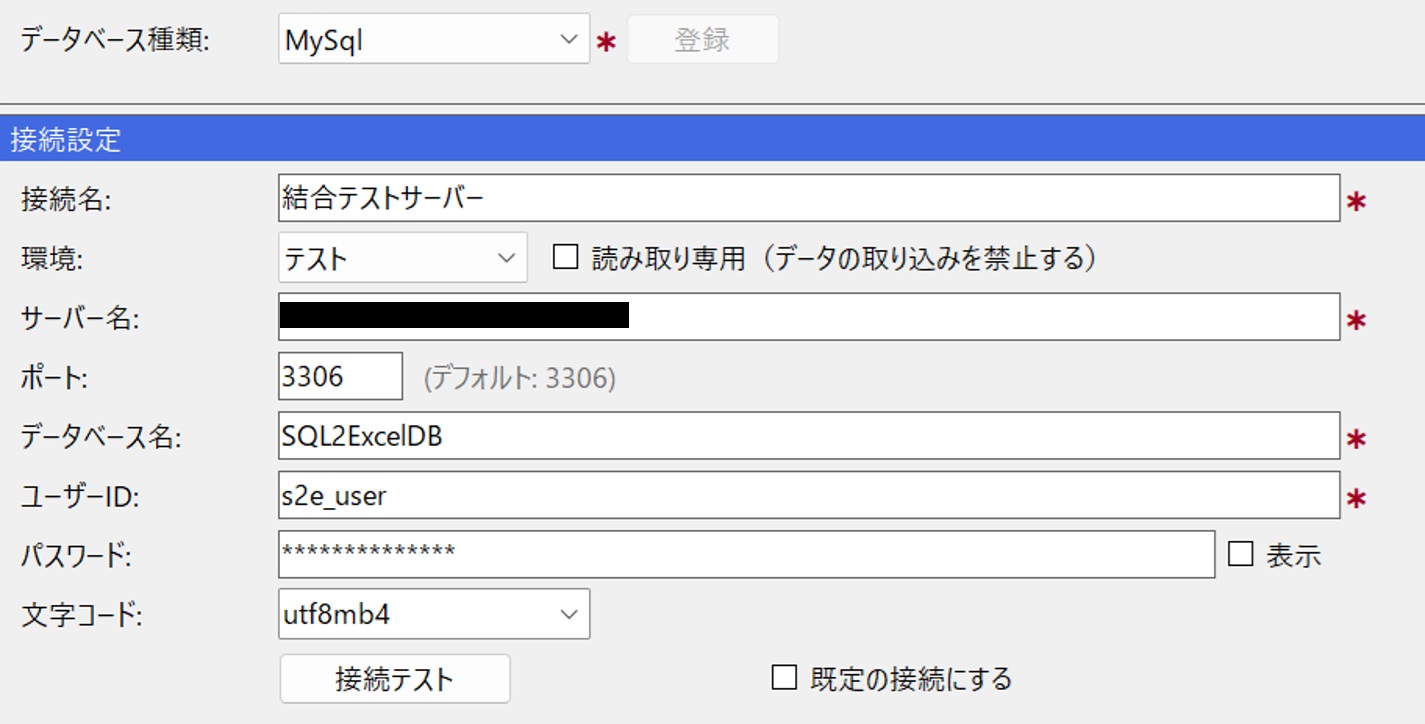 データベース種類: MySql * 登録
接続設定
接続名: 結合テストサーバー *
環境: テスト 読み取り専用（データの取り込みを禁止する）
サーバー名: *
ポート: 3306 (デフォルト: 3306)
データベース名: SQL2ExcelDB *
ユーザーID: s2e_user *
パスワード: ************** 表示
文字コード: utf8mb4
接続テスト 既定の接続にする